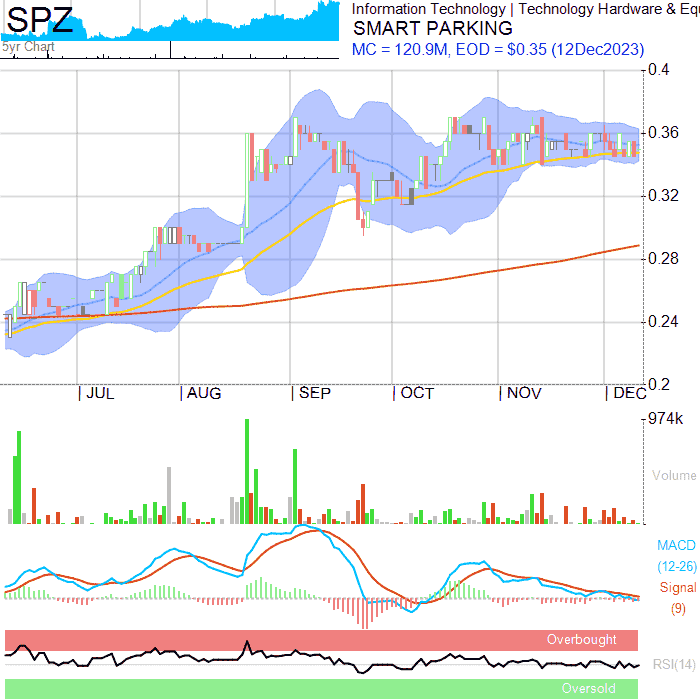 SPZ
5yr Chart
Information Technology | Technology Hardware & Equ
SMART PARKING
MC = 120.9M, EOD = $0.35 (12Dec2023)
0.4
0.36
0.32
0.28
0.24
0.2
JUL AUG SEP OCT NOV DEC
974k
Volume
MACD
(12-26)
Signal
(9)
Overbought
RSI(14)
Oversold